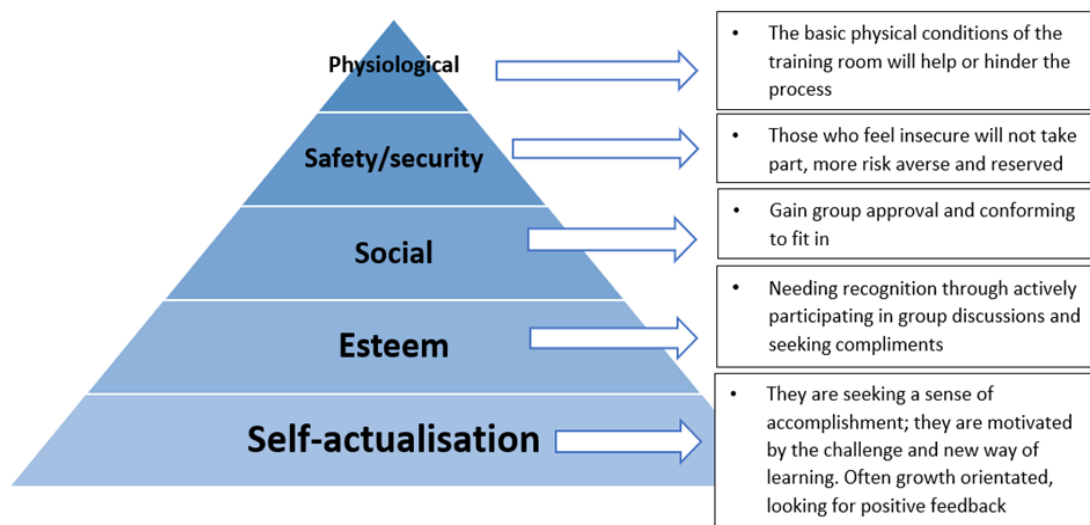 Physiological
• The basic physical conditions of the
training room will help or hinder the
process
Safety/security
• Those who feel insecure will not take
part, more risk averse and reserved
Social
• Gain group approval and conforming
to fit in
Esteem
• Needing recognition through actively
participating in group discussions and
seeking compliments
Self-actualisation
• They are seeking a sense of
accomplishment; they are motivated
by the challenge and new way of
learning. Often growth orientated,
looking for positive feedback